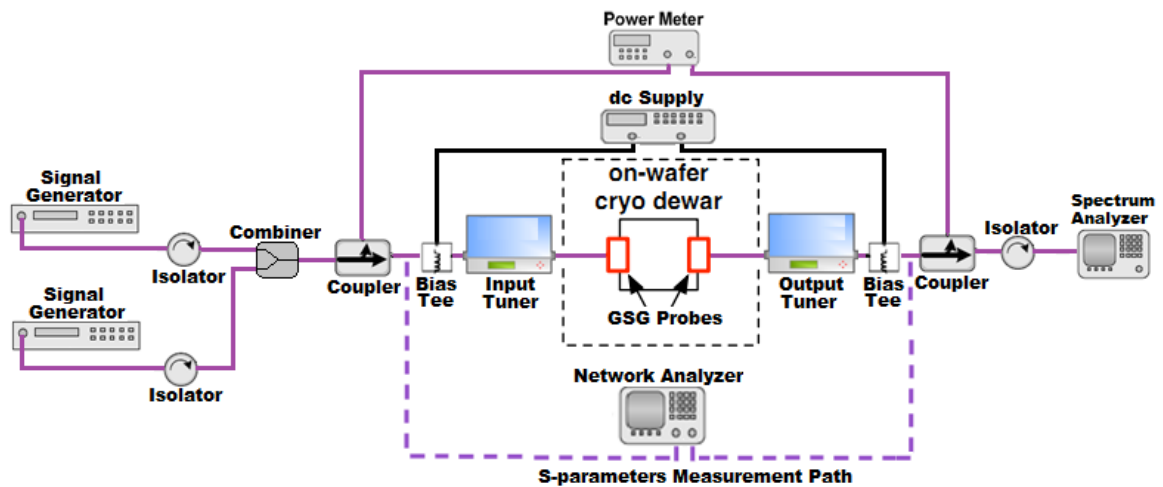 Power Meter
dc Supply
on-wafer
cryo dewar
Signal
Generator
Spectrum
Analyzer
Combiner
Isolator
Isolator
Coupler
Bias
Tee
Input
Tuner
GSG Probes
Output
Tuner
Bias
Tee
Coupler
Signal
Generator
Isolator
Network Analyzer
S-parameters Measurement Path